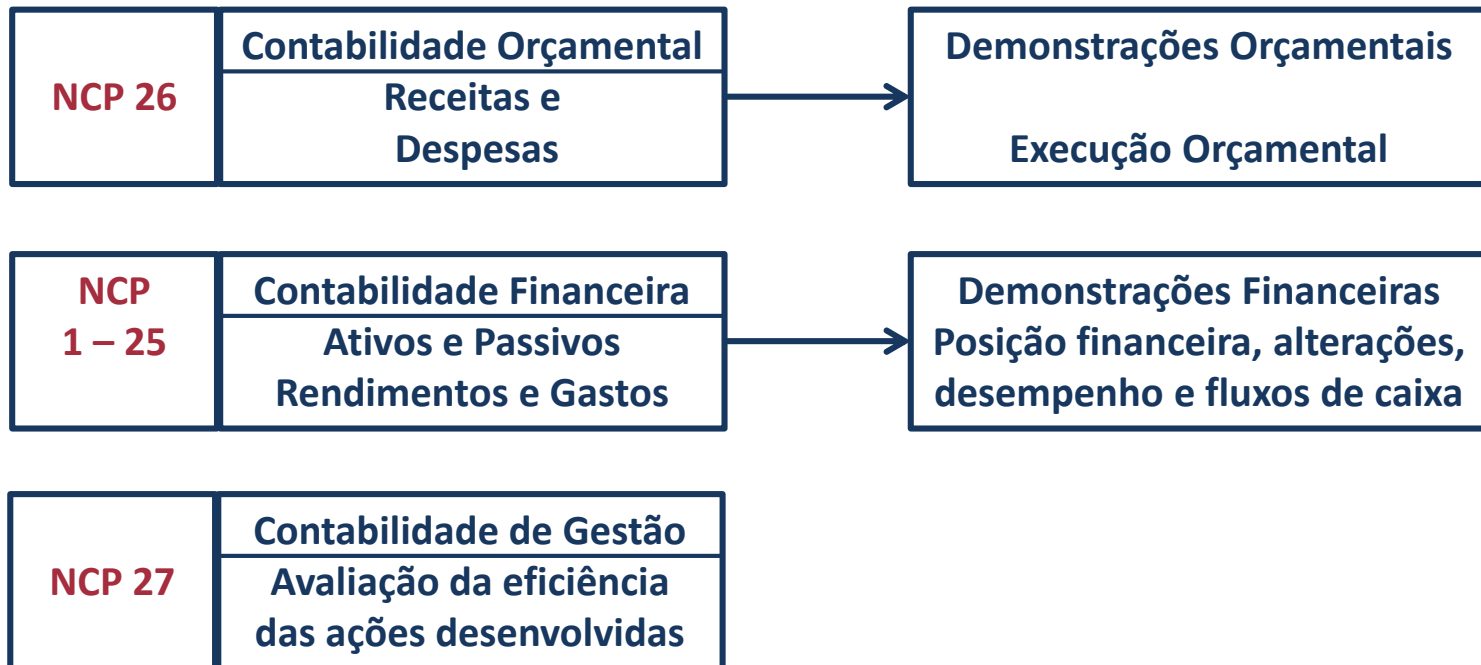 NCP 26
Contabilidade Orçamental
Receitas e
Despesas
Demonstrações Orçamentais
Execução Orçamental
NCP
1 – 25
Contabilidade Financeira
Ativos e Passivos
Rendimentos e Gastos
Demonstrações Financeiras
Posição financeira, alterações,
desempenho e fluxos de caixa
NCP 27
Contabilidade de Gestão
Avaliação da eficiência
das ações desenvolvidas